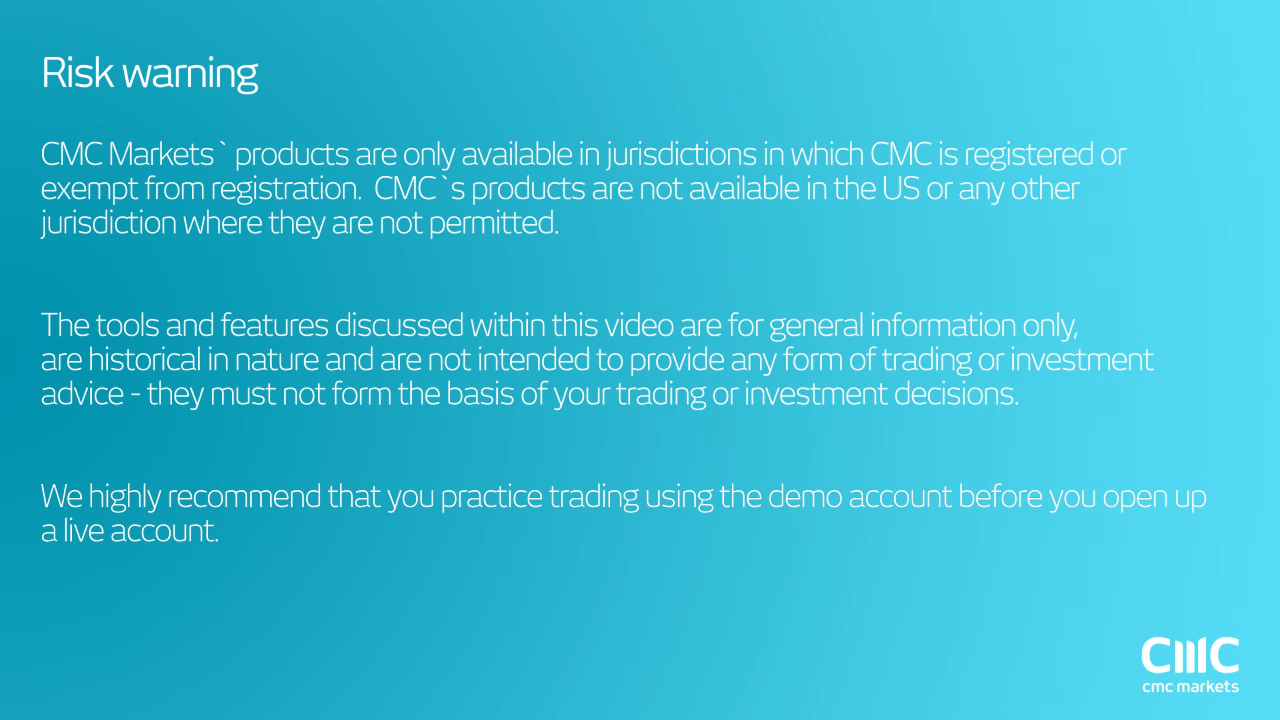 Risk warning
CMC Markets` products are only available in jurisdictions in which CMC is registered or
exempt from registration.  CMC`s products are not available in the US or any other
jurisdiction where they are not permitted.
The tools and features discussed within this video are for general information only,
are historical in nature and are not intended to provide any form of trading or investment
advice - they must not form the basis of your trading or investment decisions.
We highly recommend that you practice trading using the demo account before you open up
a live account.
CMC
cmc markets